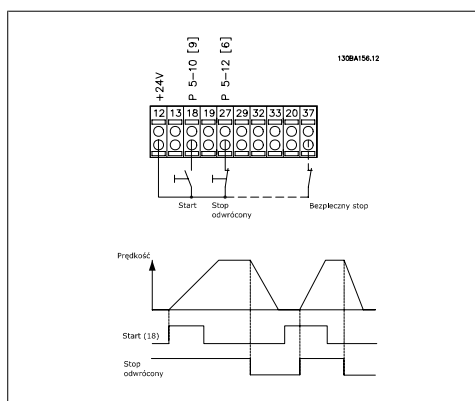 130BA156.12
+24V
P 5-10 [9]
P 5-12 [6]
12 13 18 19 27 29 32 33 20 37
Start
Stop
odwrócony
Bezpieczny stop
Prędkość
Start (18)
Stop
odwrócony